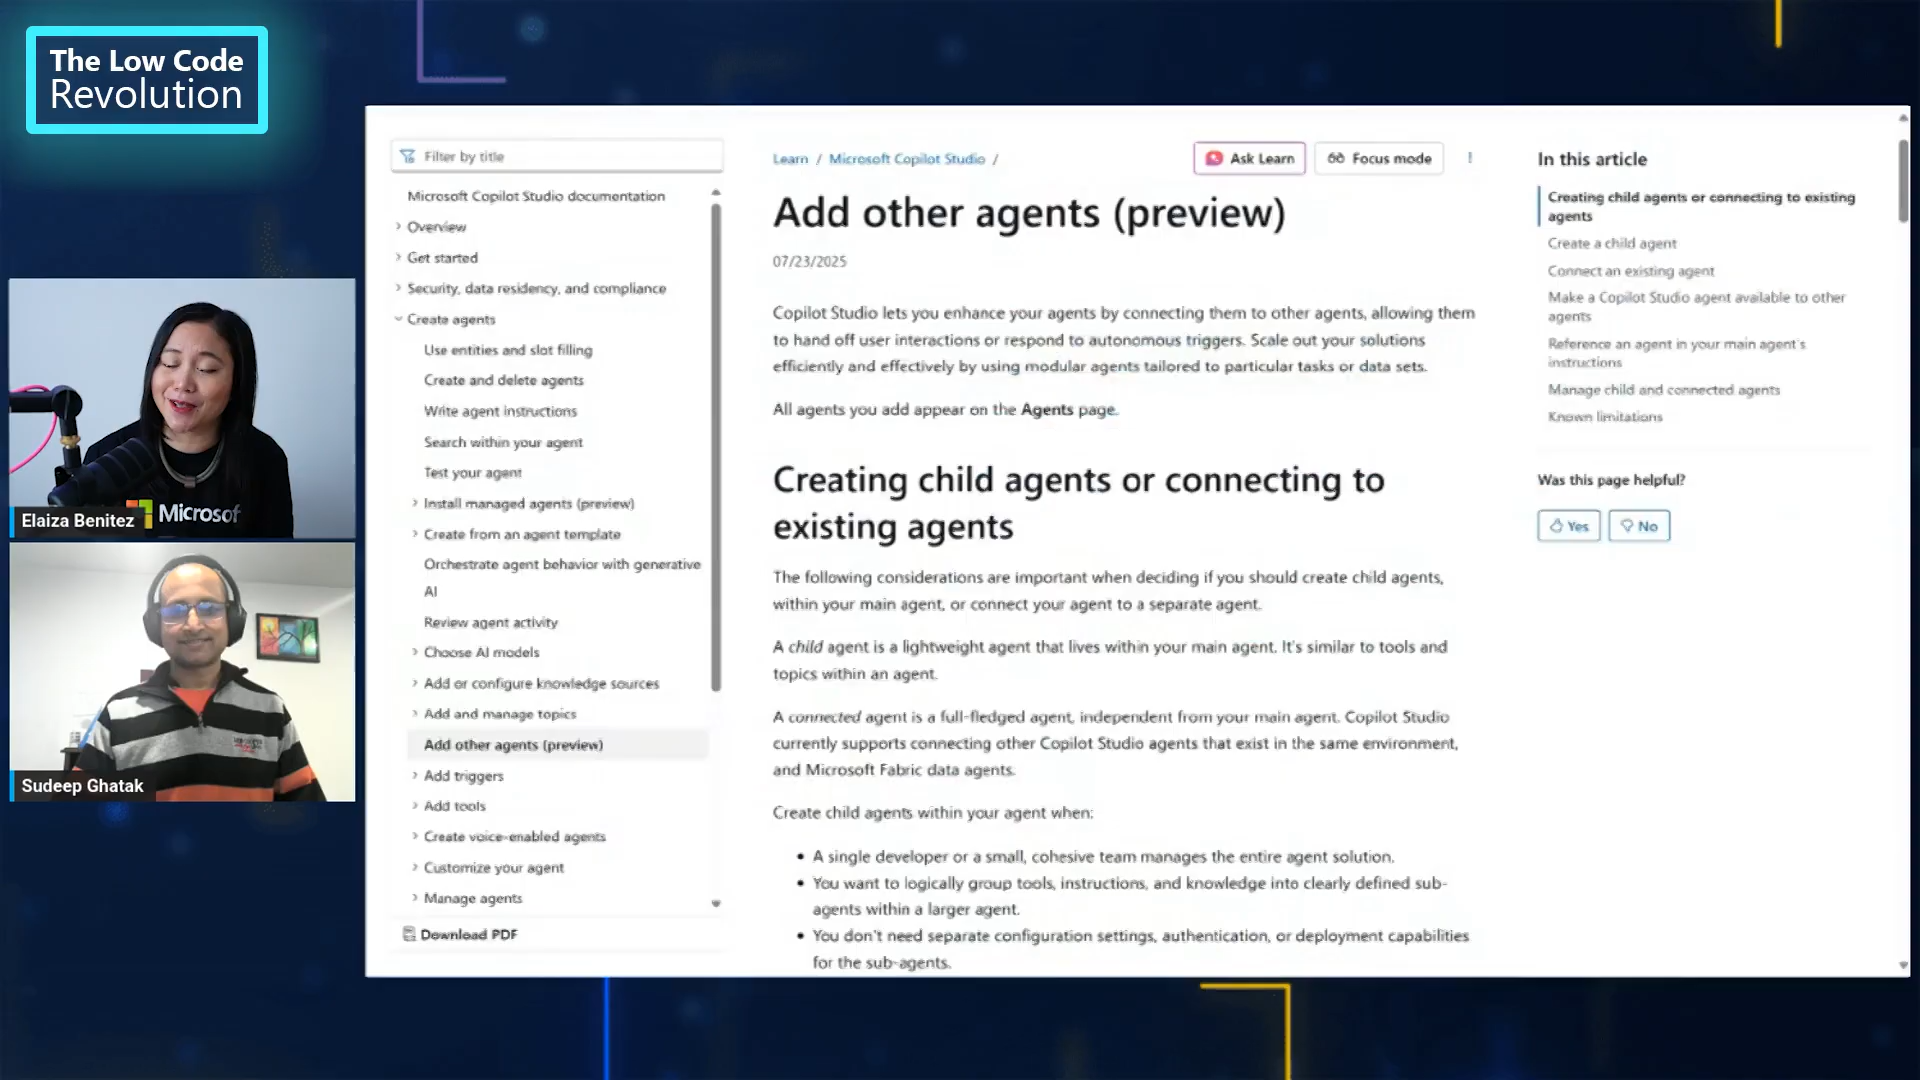 The Low Code
Revolution
Microsof
Elaiza Benitez
Sudeep Ghatak
Filter by title
Microsoft Copilot Studio documentation
Overview
Get started
Security, data residency, and compliance
Create agents
Use entities and slot filling
Create and delete agents
Write agent instructions
Search within your agent
Test your agent
Install managed agents (preview)
Create from an agent template
Orchestrate agent behavior with generative
AI
Review agent activity
Choose AI models
Add or configure knowledge sources
Add and manage topics
Add other agents (preview)
Add triggers
Add tools
Create voice-enabled agents
Customize your agent
Manage agents
Download PDF
Learn / Microsoft Copilot Studio /
Ask Learn
Focus mode
Add other agents (preview)
07/23/2025
Copilot Studio lets you enhance your agents by connecting them to other agents, allowing them
to hand off user interactions or respond to autonomous triggers. Scale out your solutions
efficiently and effectively by using modular agents tailored to particular tasks or data sets.
All agents you add appear on the Agents page.
Creating child agents or connecting to
existing agents
The following considerations are important when deciding if you should create child agents,
within your main agent, or connect your agent to a separate agent.
A child agent is a lightweight agent that lives within your main agent. It's similar to tools and
topics within an agent.
A connected agent is a full-fledged agent, independent from your main agent. Copilot Studio
currently supports connecting other Copilot Studio agents that exist in the same environment,
and Microsoft Fabric data agents.
Create child agents within your agent when:
• A single developer or a small, cohesive team manages the entire agent solution.
• You want to logically group tools, instructions, and knowledge into clearly defined sub-
agents within a larger agent.
• You don't need separate configuration settings, authentication, or deployment capabilities
for the sub-agents.
In this article
Creating child agents or connecting to existing
agents
Create a child agent
Connect an existing agent
Make a Copilot Studio agent available to other
agents
Reference an agent in your main agent's
instructions
Manage child and connected agents
Known limitations
Was this page helpful?
Yes
No